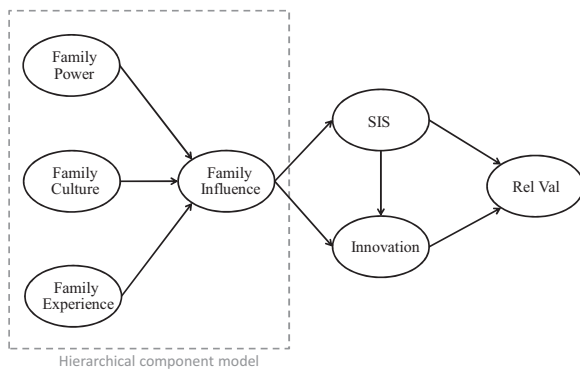 Family
Power
Family
Culture
Family
Experience
Family
Influence
SIS
Innovation
Rel Val
Hierarchical component model